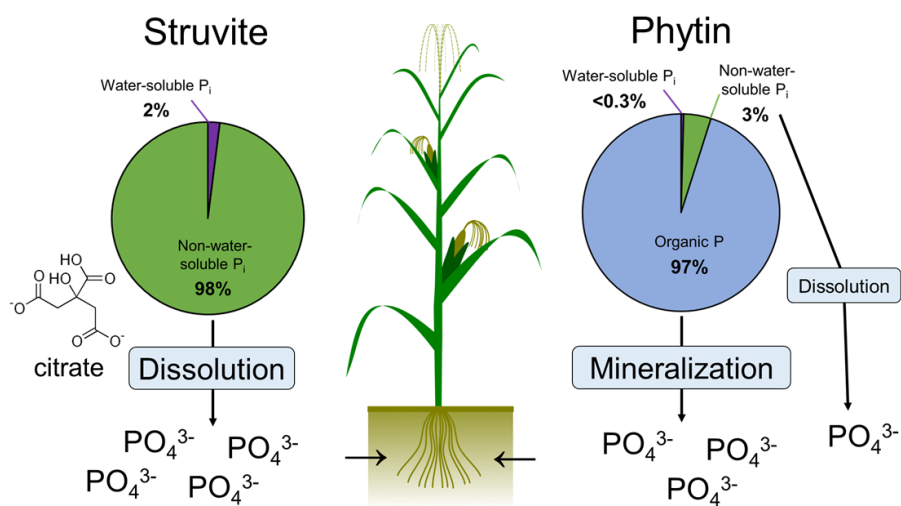 Struvite
Water-soluble Pᵢ
2%
Non-water-
soluble Pᵢ
98%
HO
HO
O
O
⁻O
O
O⁻
citrate
Dissolution
PO₄³⁻
PO₄³⁻
PO₄³⁻
PO₄³⁻
Phytin
Water-soluble Pᵢ
<0.3%
Non-water-
soluble Pᵢ
3%
Organic P
97%
Dissolution
Mineralization
PO₄³⁻
PO₄³⁻
PO₄³⁻
PO₄³⁻